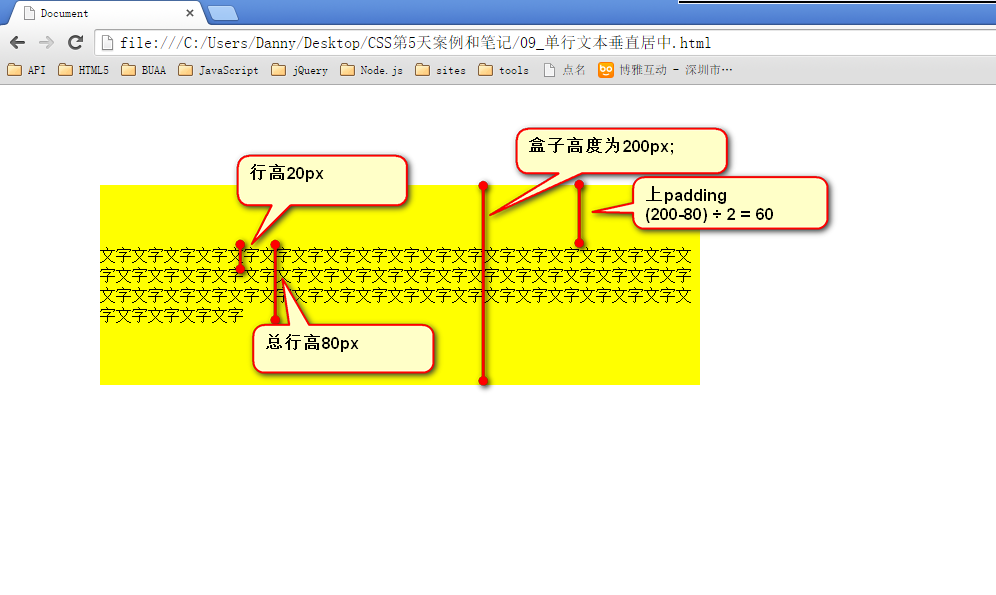 Document
file:///C:/Users/Danny/Desktop/CSS第5天案例和笔记/09_单行文本垂直居中.html
API HTML5 BUAA JavaScript jQuery Node.js sites tools 点名 博雅互动 - 深圳市…
盒子高度为200px;
行高20px
上padding
(200-80) ÷ 2 = 60
文字文字文字文字文字文字文字文字文字文字文字文字文字文字文字文字文字文字文
字文字文字文字文字文字文字文字文字文字文字文字文字文字文字文字文字文字文字
文字文字文字文字文字文字文字文字文字文字文字文字文字文字文字文字文字文字文
字文字文字文字文字
总行高80px